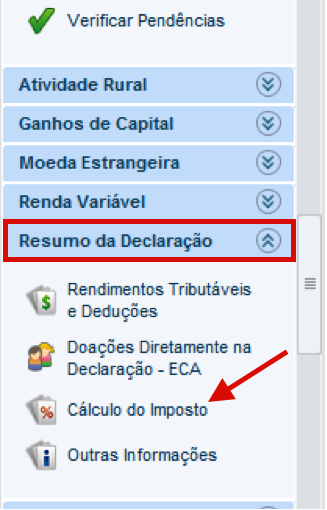 Verificar Pendências
Atividade Rural
Ganhos de Capital
Moeda Estrangeira
Renda Variável
Resumo da Declaração
Rendimentos Tributáveis
e Deduções
Doações Diretamente na
Declaração - ECA
Cálculo do Imposto
Outras Informações